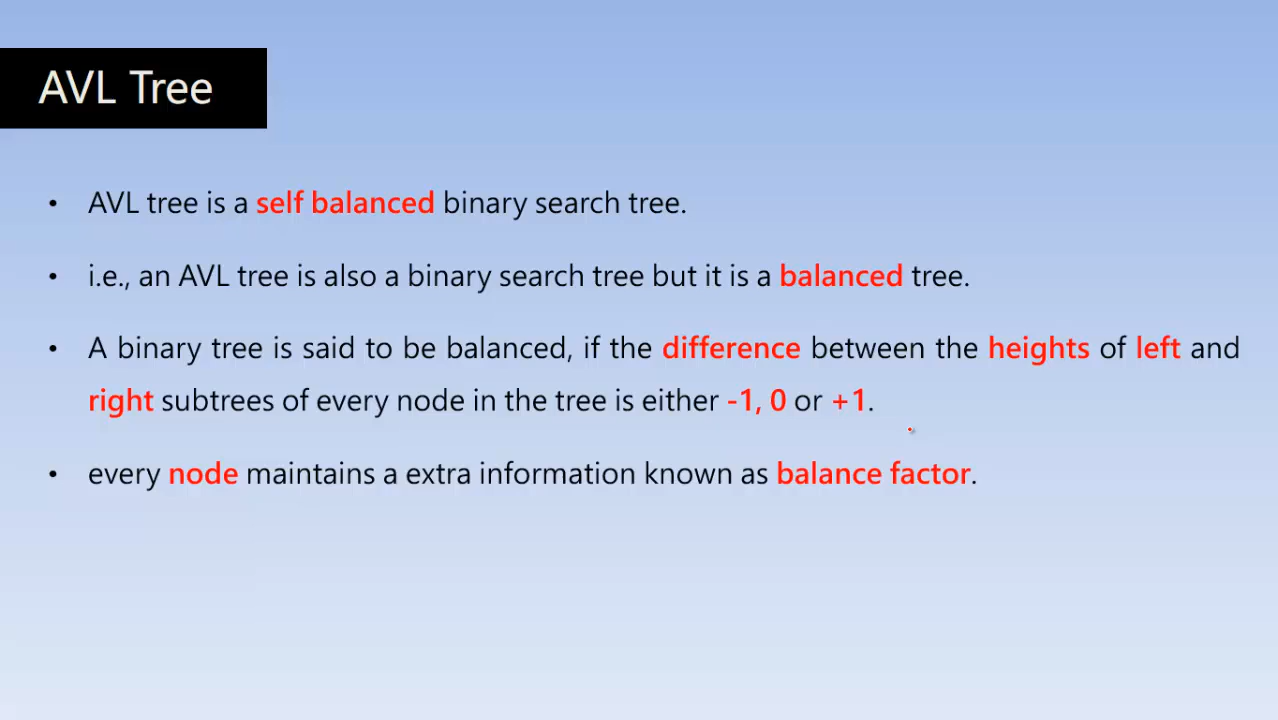 AVL Tree
• AVL tree is a self balanced binary search tree.
• i.e., an AVL tree is also a binary search tree but it is a balanced tree.
• A binary tree is said to be balanced, if the difference between the heights of left and
right subtrees of every node in the tree is either -1, 0 or +1.
• every node maintains a extra information known as balance factor.